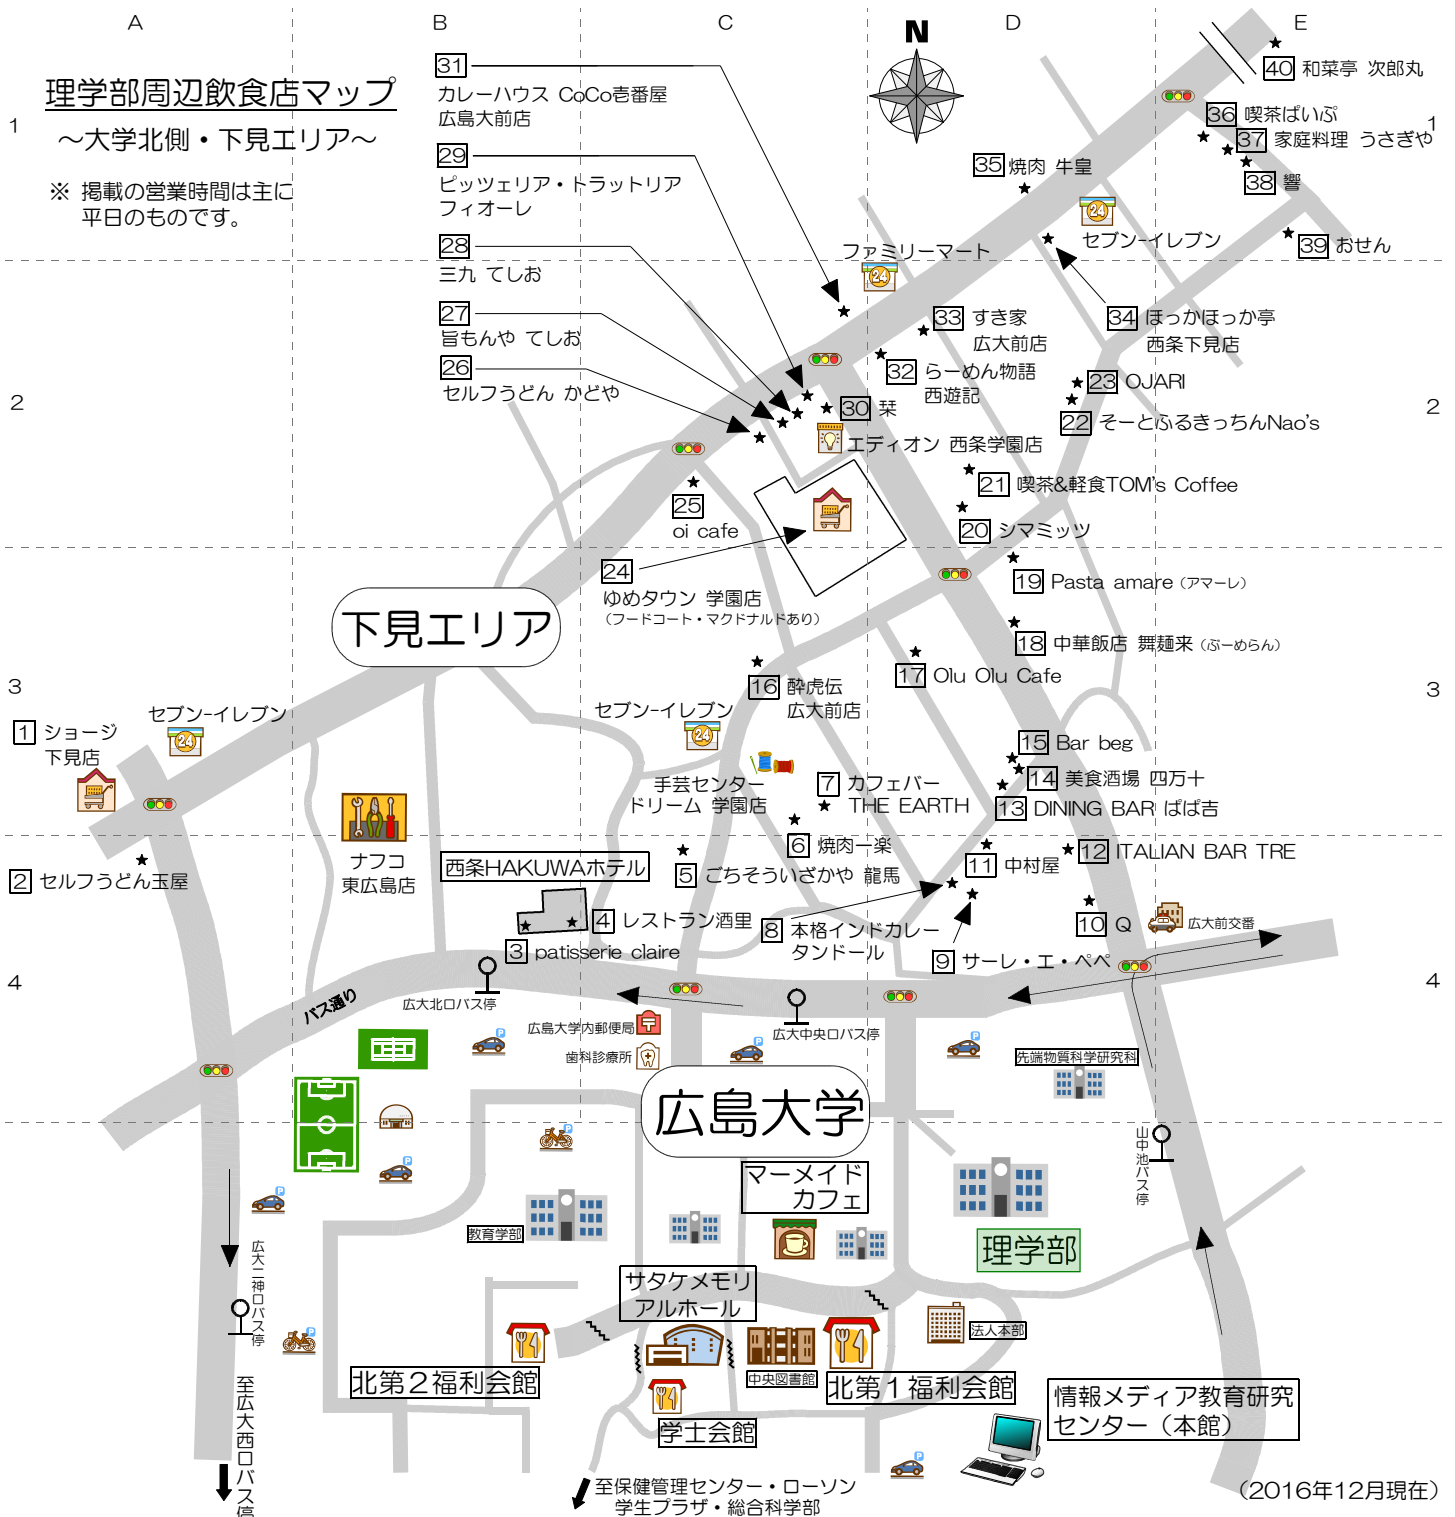 A B C D E
理学部周辺飲食店マップ
～大学北側・下見エリア～
※ 掲載の営業時間は主に
平日のものです。
N
1
1
2
2
3
3
4
4
31
カレーハウス CoCo壱番屋
広島大前店
29
ピッツェリア・トラットリア
フィオーレ
28
三九 てしお
27
旨もんや てしお
26
セルフうどん かどや
40 和菜亭 次郎丸
36 喫茶ぱいぷ
37 家庭料理 うさぎや
38 響
39 おせん
35 焼肉 牛皇
24
セブン-イレブン
ファミリーマート
24
34 ほっかほっか亭
西条下見店
33 すき家
広大前店
32 らーめん物語
西遊記
23 OJARI
22 そーとふるきっちんNao's
30 栞
エディオン 西条学園店
21 喫茶&軽食TOM's Coffee
20 シマミッツ
25
oi cafe
24
ゆめタウン 学園店
（フードコート・マクドナルドあり）
19 Pasta amare（アマーレ）
18 中華飯店 舞麺来（ぶーめらん）
17 Olu Olu Cafe
16 酔虎伝
広大前店
下見エリア
1 ショージ
下見店
セブン-イレブン
24
セブン-イレブン
24
手芸センター
ドリーム 学園店
15 Bar beg
14 美食酒場 四万十
13 DINING BAR ぱぱ吉
7 カフェバー
THE EARTH
6 焼肉一楽
5 ごちそういざかや 龍馬
12 ITALIAN BAR TRE
11 中村屋
10 Q
広大前交番
2 セルフうどん玉屋
ナフコ
東広島店
西条HAKUWAホテル
4 レストラン酒里
3 patisserie claire
8 本格インドカレー
タンドール
9 サーレ・エ・ペペ
バス通り
広大北口バス停
広大中央口バス停
広島大学内郵便局
歯科診療所
P
P
P
先端物質科学研究科
広島大学
P
P
P
山中池バス停
マーメイド
カフェ
教育学部
理学部
広大二神口バス停
P
サタケメモリ
アルホール
法人本部
中央図書館
北第2福利会館
北第1福利会館
学士会館
情報メディア教育研究
センター（本館）
P
至広大西口バス停
至保健管理センター・ローソン
学生プラザ・総合科学部
（2016年12月現在）